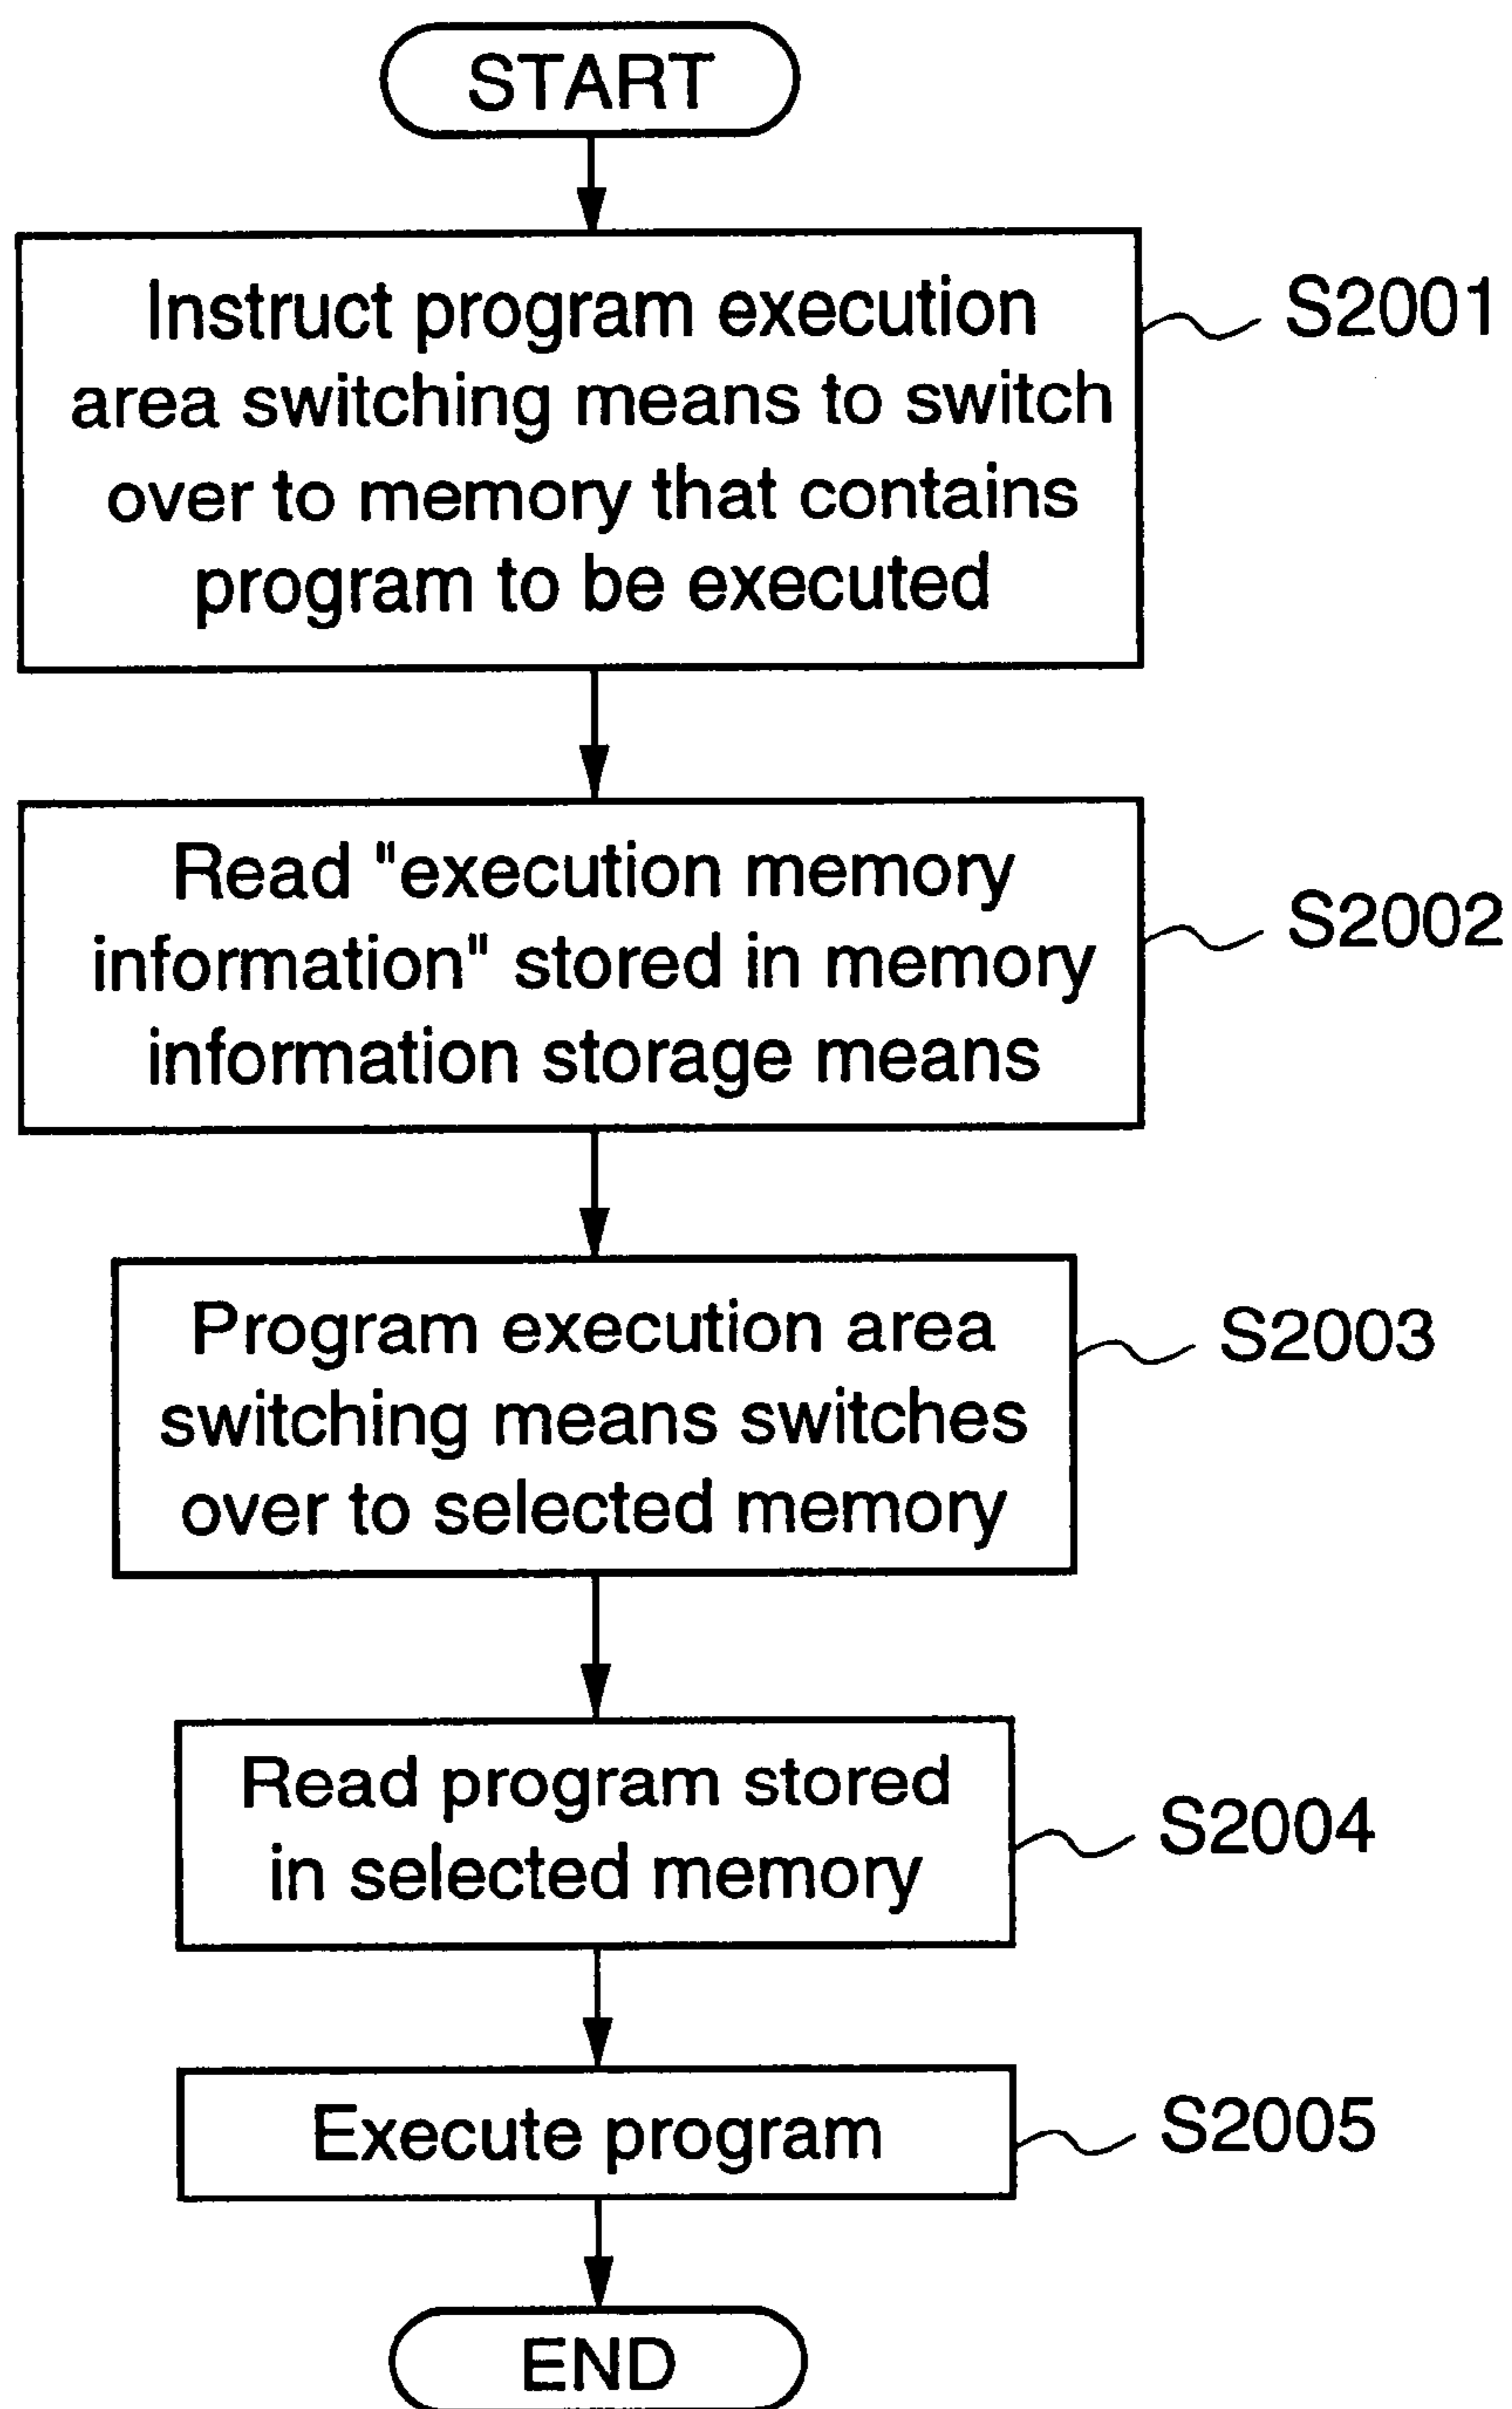 START
Instruct program execution
area switching means to switch
over to memory that contains
program to be executed
S2001
Read "execution memory
information" stored in memory
information storage means
S2002
Program execution area
switching means switches
over to selected memory
S2003
Read program stored
in selected memory
S2004
Execute program
S2005
END